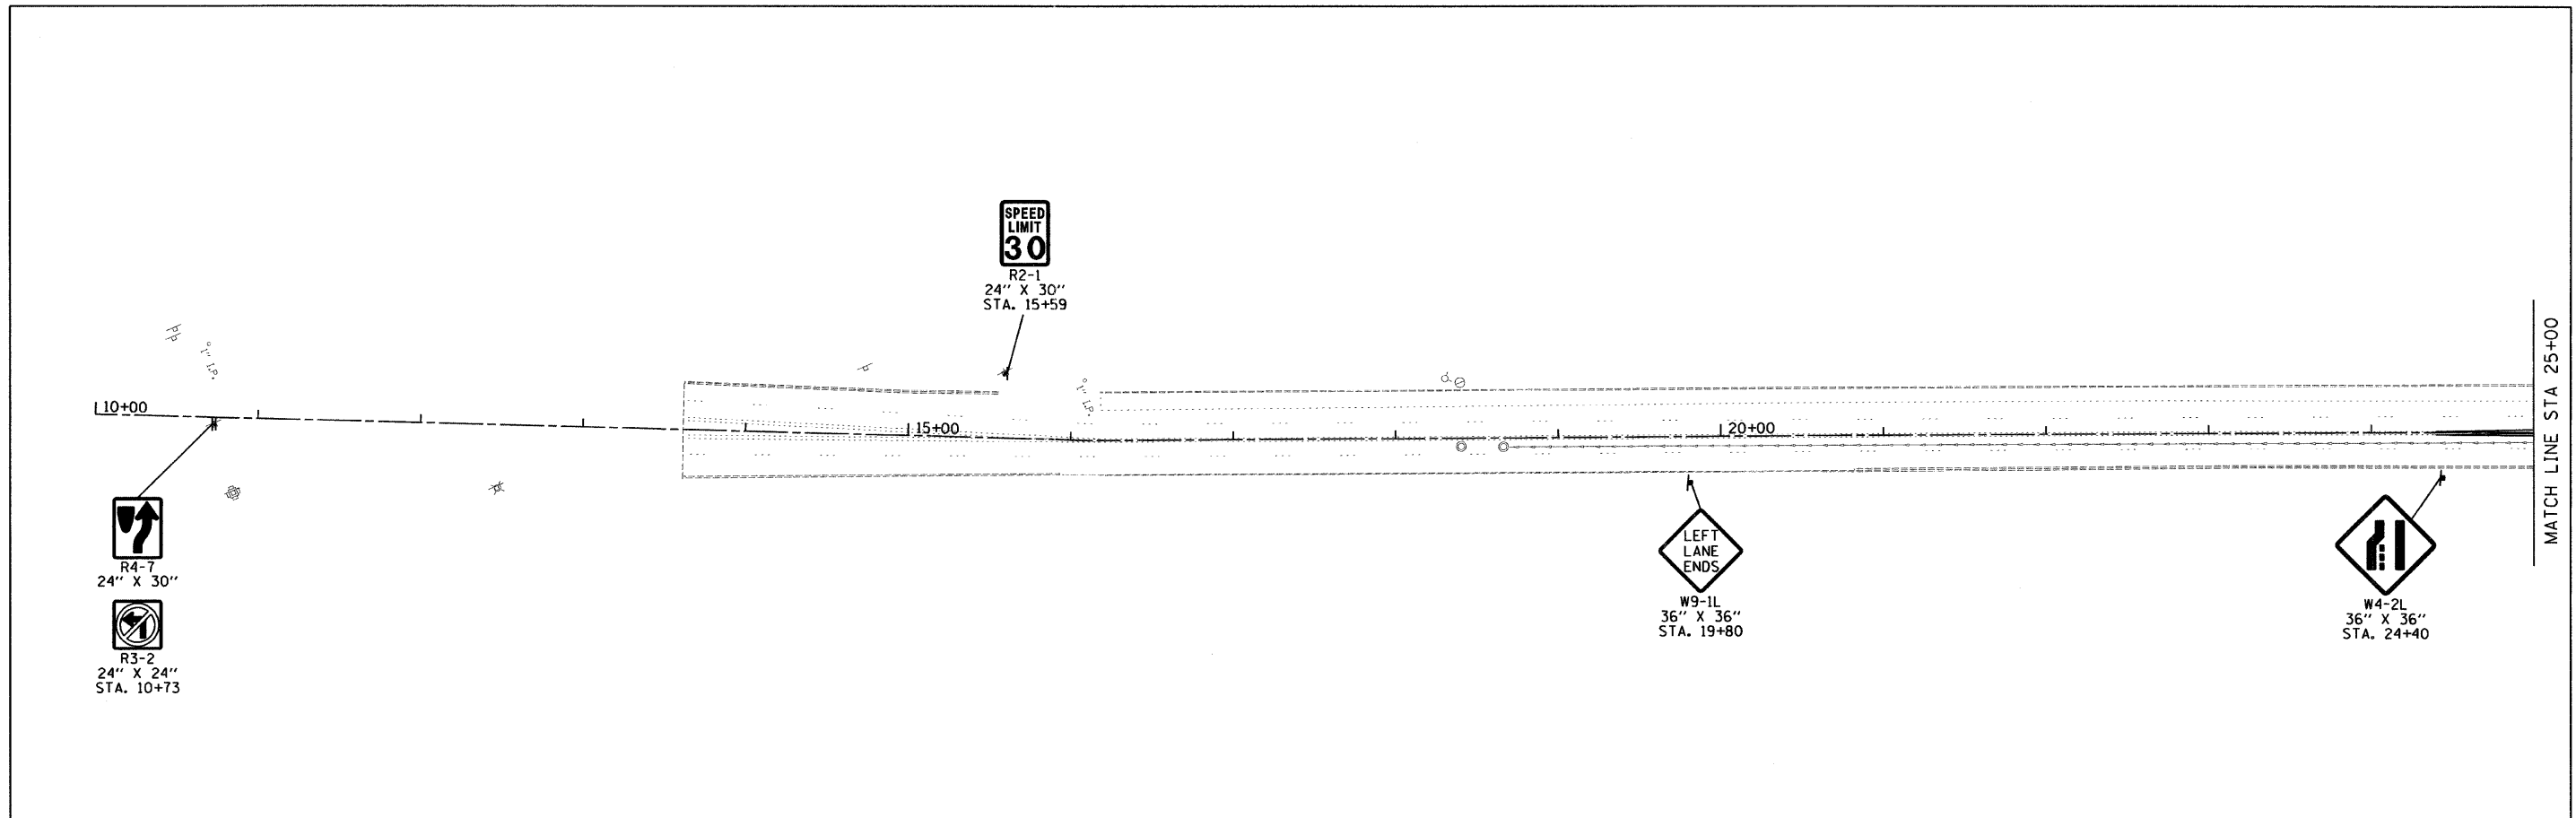 SPEED
LIMIT
30
R2-1
24" X 30"
STA. 15+59
1" I.P.
1" I.P.
10+00
15+00
20+00
MATCH LINE STA 25+00
R4-7
24" X 30"
R3-2
24" X 24"
STA. 10+73
LEFT
LANE
ENDS
W9-1L
36" X 36"
STA. 19+80
W4-2L
36" X 36"
STA. 24+40